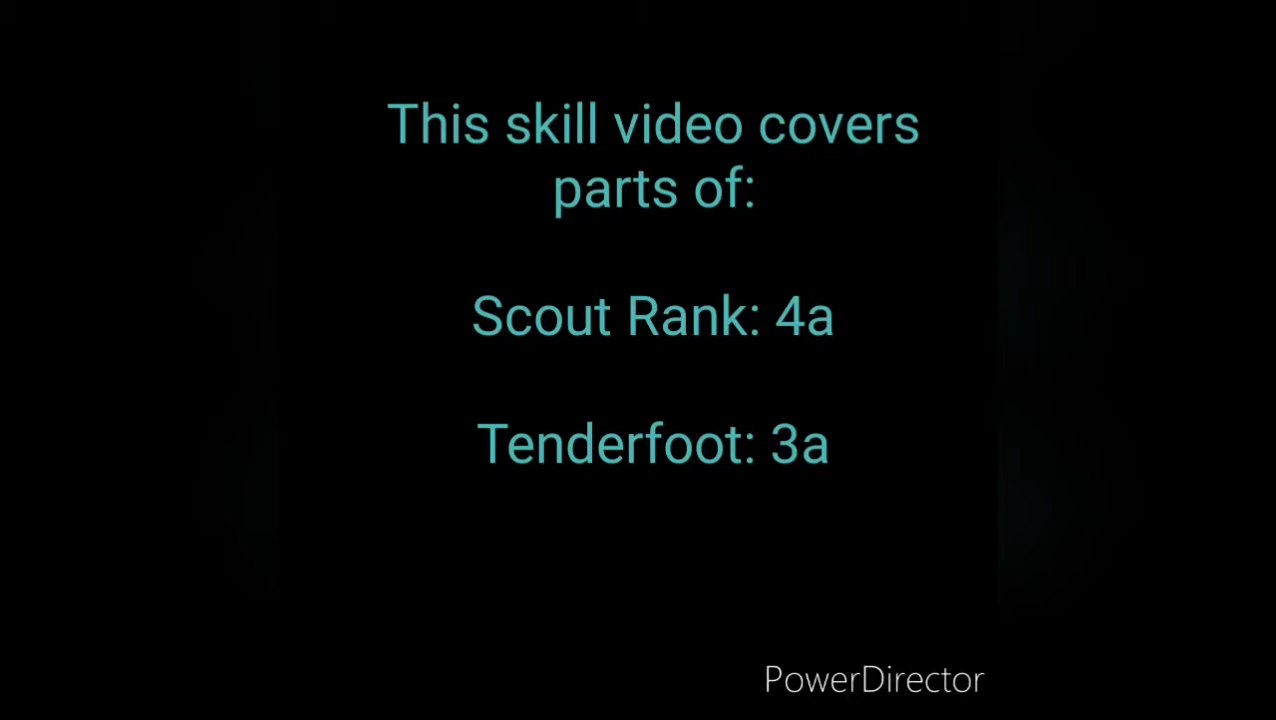 This skill video covers
parts of:
Scout Rank: 4a
Tenderfoot: 3a
PowerDirector